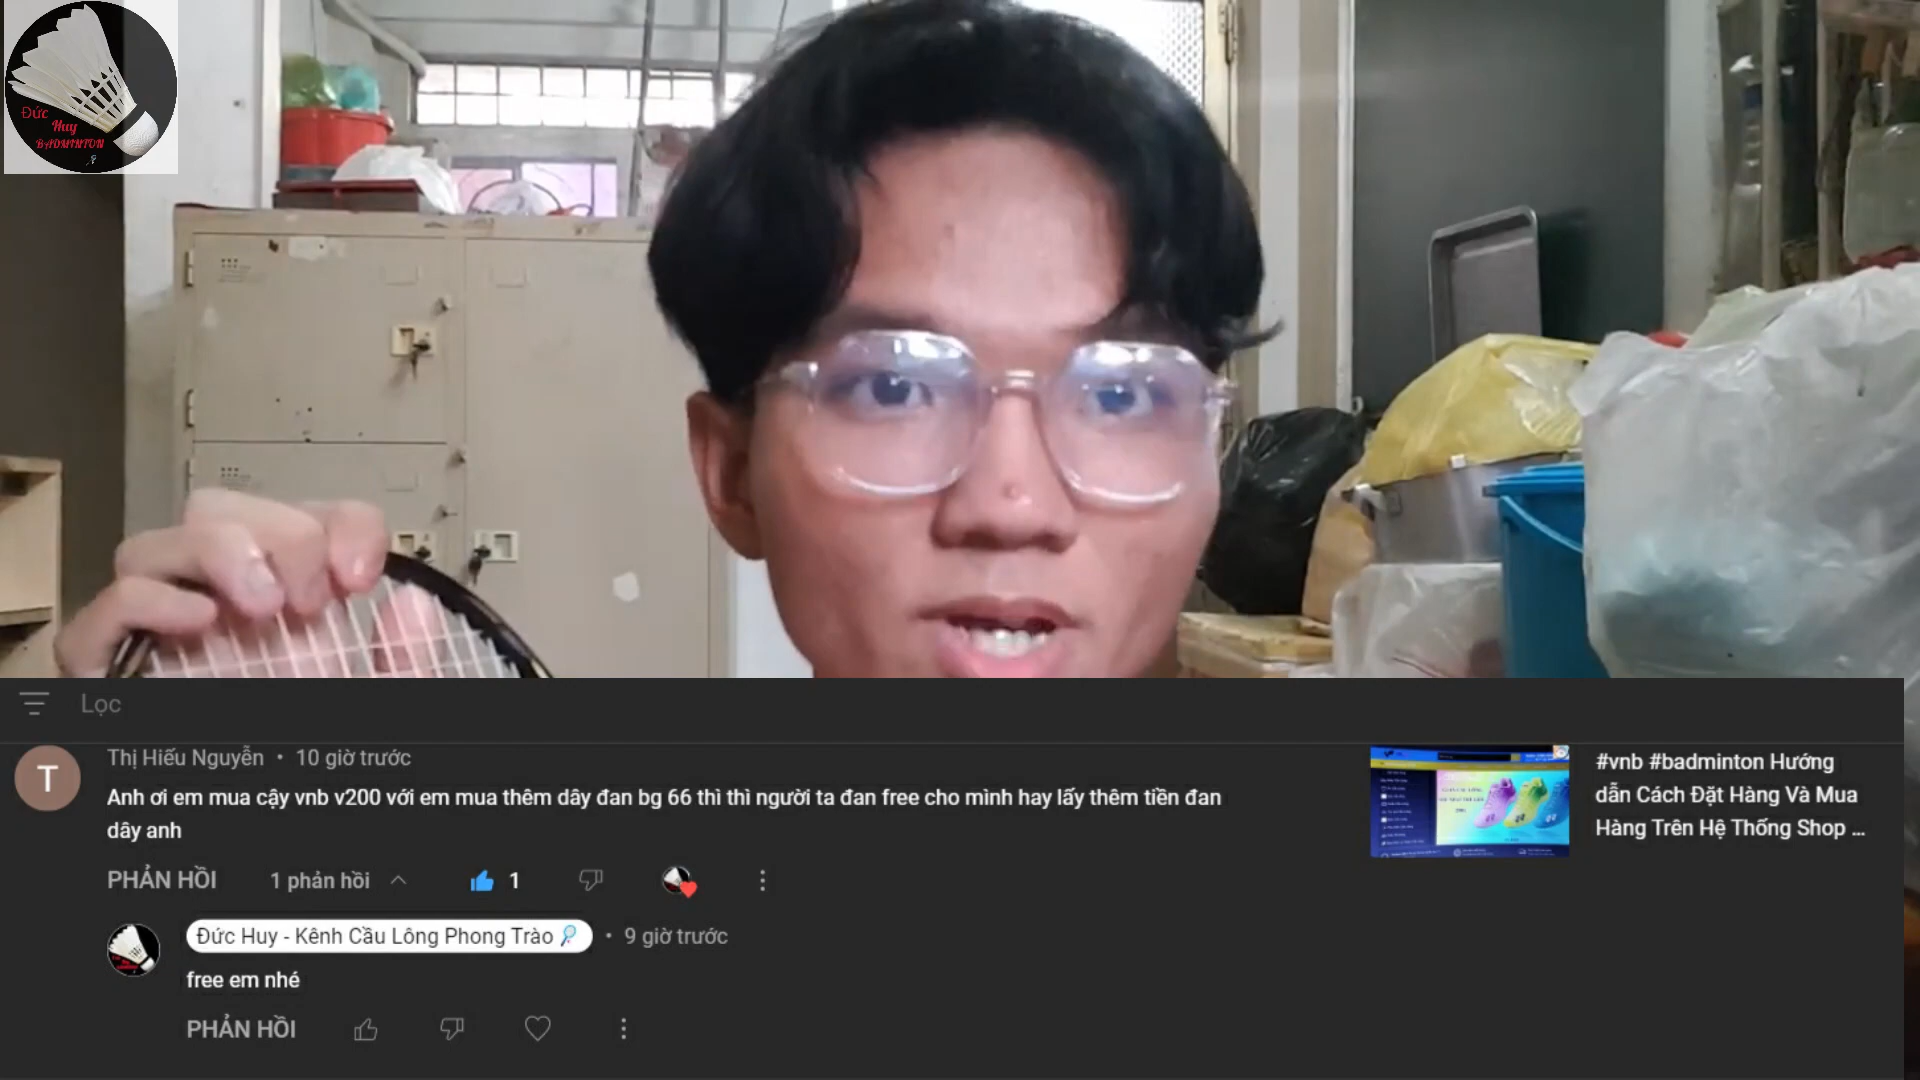 Đức
Huy
BADMINTON
Lọc
Thị Hiếu Nguyễn • 10 giờ trước
Anh ơi em mua cậy vnb v200 với em mua thêm dây đan bg 66 thì thì người ta đan free cho mình hay lấy thêm tiền đan
dây anh
#vnb #badminton Hướng
dẫn Cách Đặt Hàng Và Mua
Hàng Trên Hệ Thống Shop ...
PHẢN HỒI 1 phản hồi 1
Đức Huy - Kênh Cầu Lông Phong Trào • 9 giờ trước
free em nhé
PHẢN HỒI